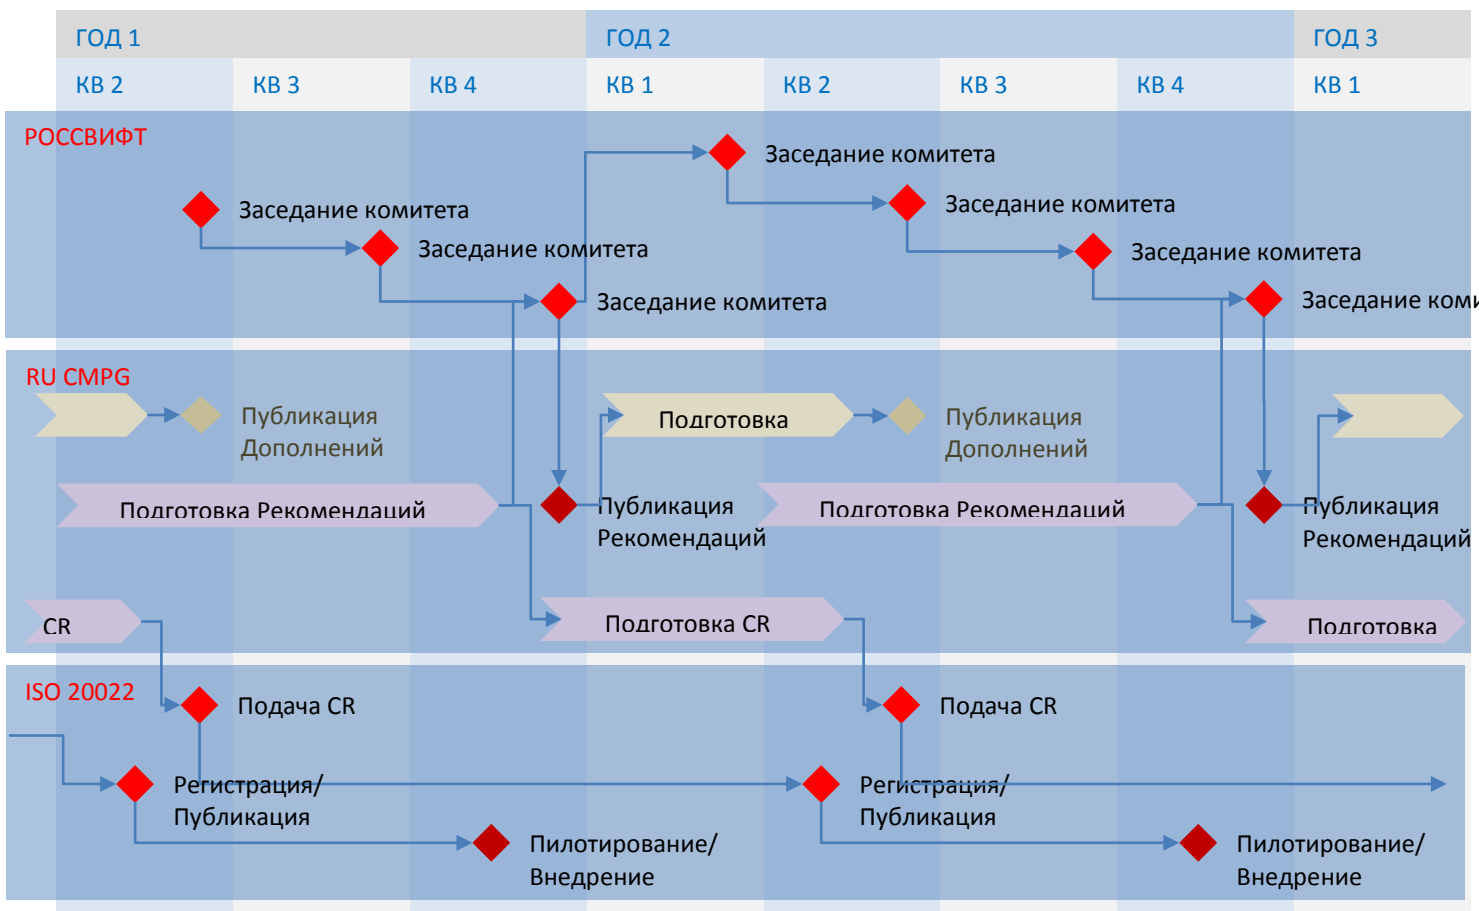 ГОД 1
ГОД 2
ГОД 3
КВ 2
КВ 3
КВ 4
КВ 1
КВ 2
КВ 3
КВ 4
КВ 1
РОССВИФТ
Заседание комитета
Заседание комитета
Заседание комитета
Заседание комитета
Заседание комитета
Заседание комитета
Заседание коми
RU CMPG
Публикация
Дополнений
Подготовка
Публикация
Дополнений
Подготовка Рекомендаций
Публикация
Рекомендаций
Подготовка Рекомендаций
Публикация
Рекомендаций
CR
Подготовка CR
Подготовка
ISO 20022
Подача CR
Подача CR
Регистрация/
Публикация
Регистрация/
Публикация
Пилотирование/
Внедрение
Пилотирование/
Внедрение